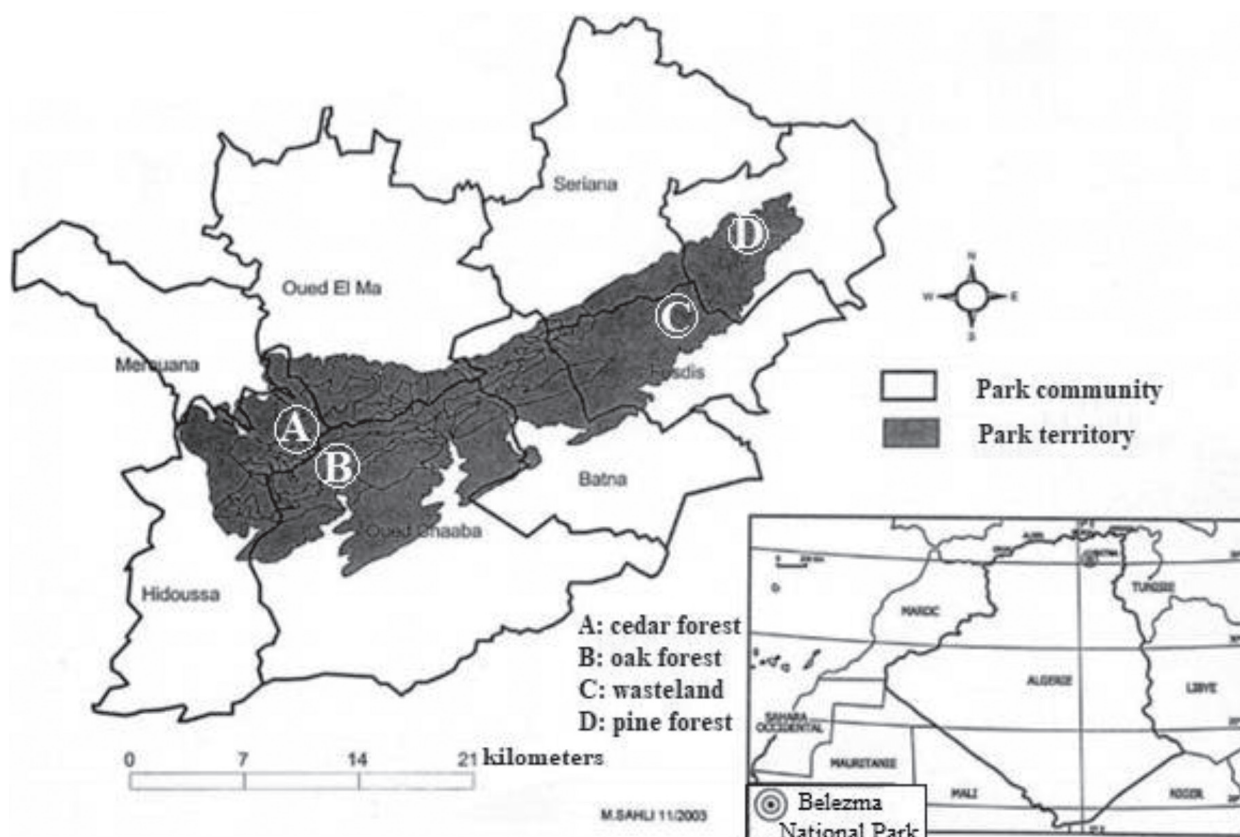 Seriana
D
Oued El Ma
N
W E
S
C
Merouana
Fesdis
Park community
A
Park territory
B
Batna
Oued Chaaba
Hidoussa
A: cedar forest
B: oak forest
C: wasteland
D: pine forest
0 7 14 21 kilometers
M.SAHLI 11/2003
MAROC
TUNISIE
ALGERIE
LIBYE
SAHARA
OCCIDENTAL
MAURITANIE
MALI
NIGER
Belezma
National Park